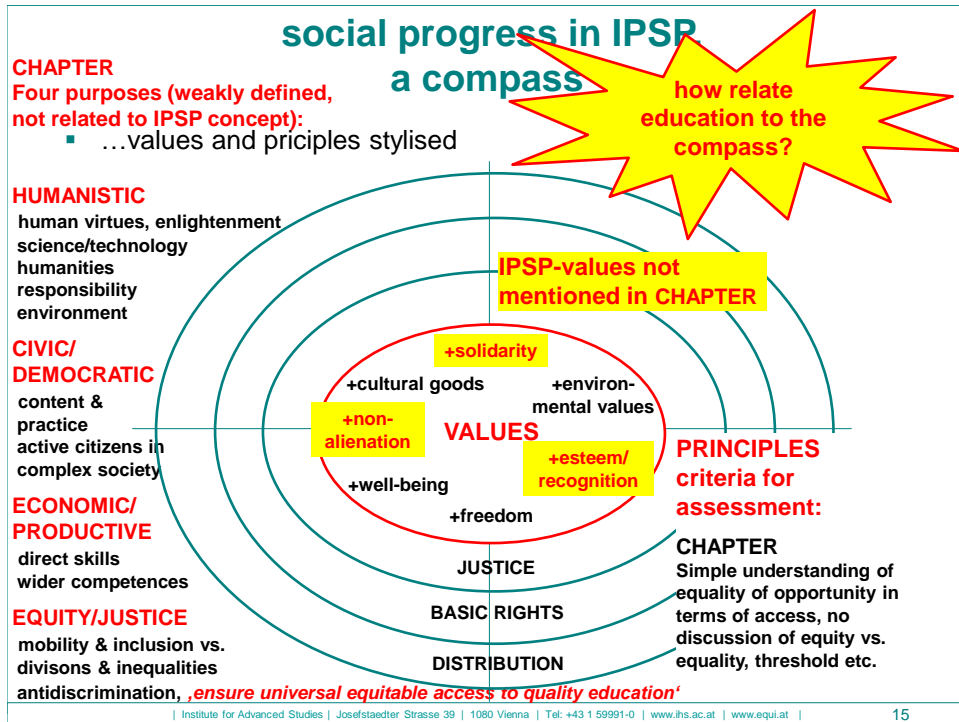 social progress in IPSP,
a compass
CHAPTER
Four purposes (weakly defined,
not related to IPSP concept):
▪ …values and priciples stylised
how relate
education to the
compass?
HUMANISTIC
human virtues, enlightenment
science/technology
humanities
responsibility
environment
CIVIC/
DEMOCRATIC
content &
practice
active citizens in
complex society
ECONOMIC/
PRODUCTIVE
direct skills
wider competences
EQUITY/JUSTICE
mobility & inclusion vs.
divisons & inequalities
antidiscrimination, ‚ensure universal equitable access to quality education‘
IPSP-values not
mentioned in CHAPTER
+solidarity
+cultural goods
+environ-
mental values
+non-
alienation
VALUES
+esteem/
recognition
+well-being
+freedom
JUSTICE
BASIC RIGHTS
DISTRIBUTION
PRINCIPLES
criteria for
assessment:
CHAPTER
Simple understanding of
equality of opportunity in
terms of access, no
discussion of equity vs.
equality, threshold etc.
| Institute for Advanced Studies | Josefstaedter Strasse 39 | 1080 Vienna | Tel: +43 1 59991-0 | www.ihs.ac.at | www.equi.at |
15